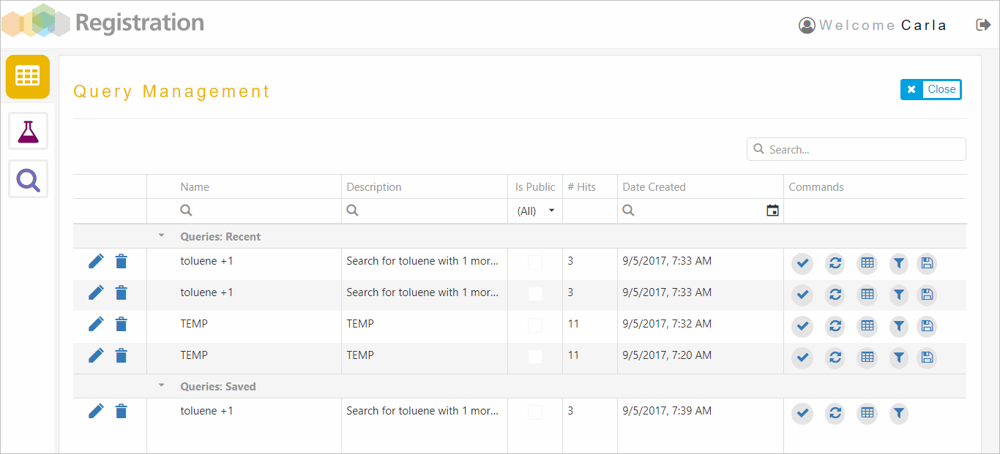 Registration
Welcome Carla
Query Management
Close
Search...
Name Description Is Public # Hits Date Created Commands
(All)
Queries: Recent
toluene +1 Search for toluene with 1 mor... 3 9/5/2017, 7:33 AM
toluene +1 Search for toluene with 1 mor... 3 9/5/2017, 7:33 AM
TEMP TEMP 11 9/5/2017, 7:32 AM
TEMP TEMP 11 9/5/2017, 7:20 AM
Queries: Saved
toluene +1 Search for toluene with 1 mor... 3 9/5/2017, 7:39 AM